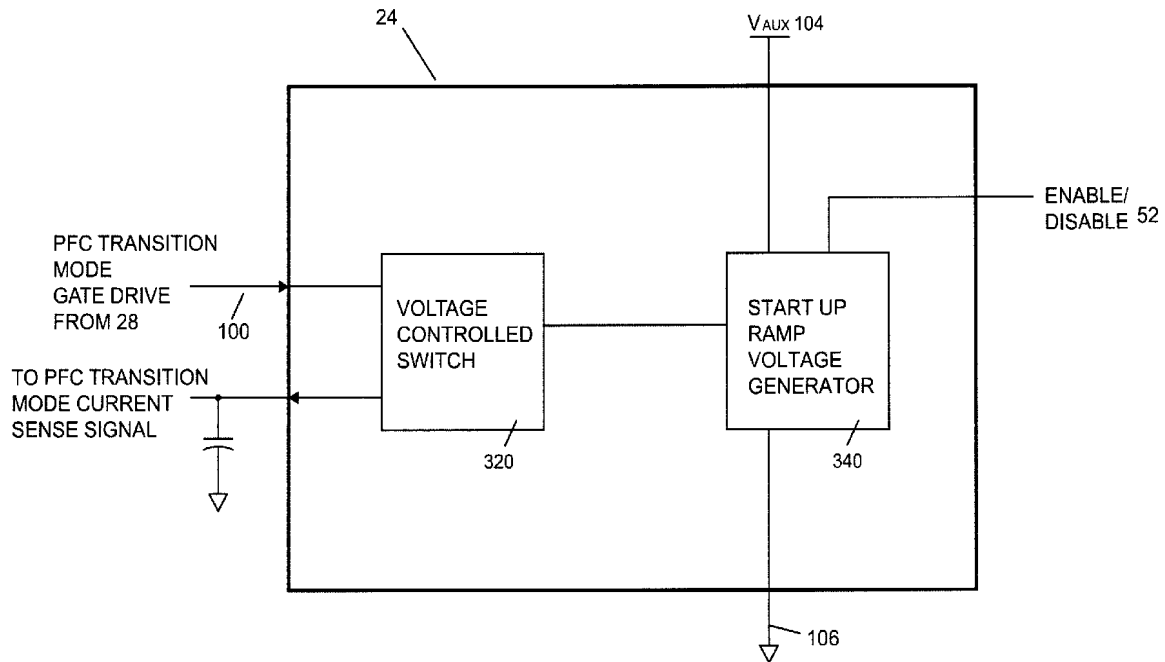 24
VAUX 104
ENABLE/
DISABLE 52
PFC TRANSITION
MODE
GATE DRIVE
FROM 28
100
VOLTAGE
CONTROLLED
SWITCH
320
START UP
RAMP
VOLTAGE
GENERATOR
340
TO PFC TRANSITION
MODE CURRENT
SENSE SIGNAL
106